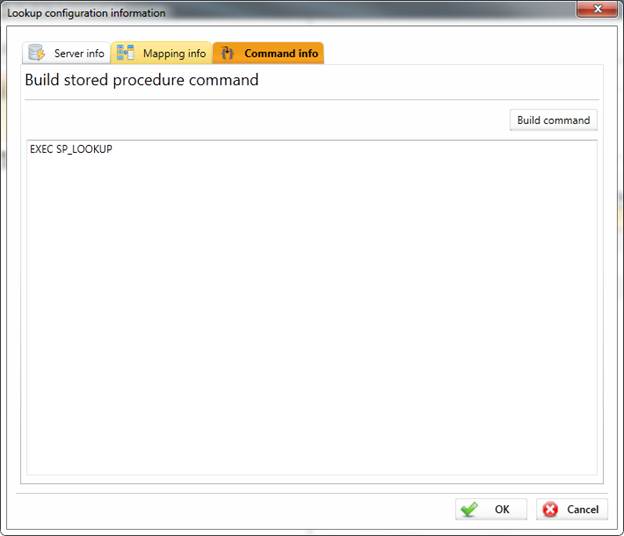 Lookup configuration information
Server info Mapping info Command info
Build stored procedure command
Build command
EXEC SP_LOOKUP
OK Cancel